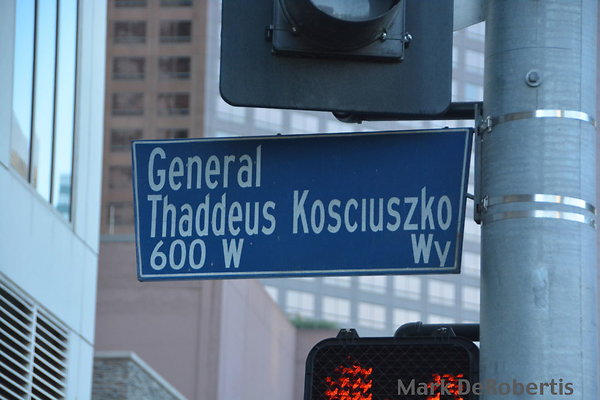 General
Thaddeus Kosciuszko
600 W Wy
Mark DeRobertis